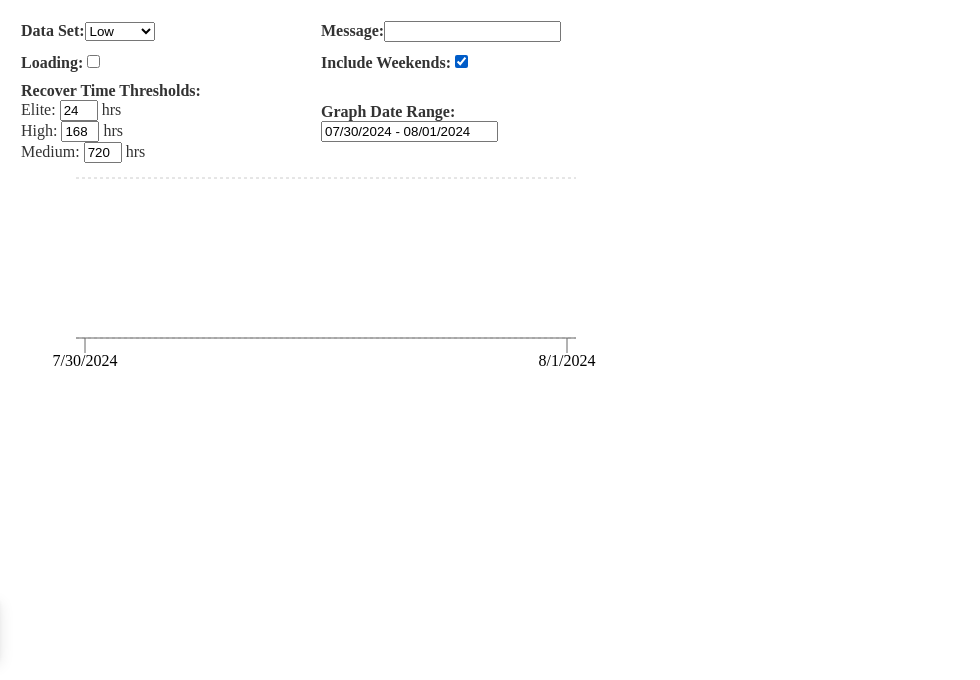 Data Set: Low
Message:
Loading:
Include Weekends:
Recover Time Thresholds:
Elite: 24 hrs
High: 168 hrs
Medium: 720 hrs
Graph Date Range:
07/30/2024 - 08/01/2024
7/30/2024
8/1/2024